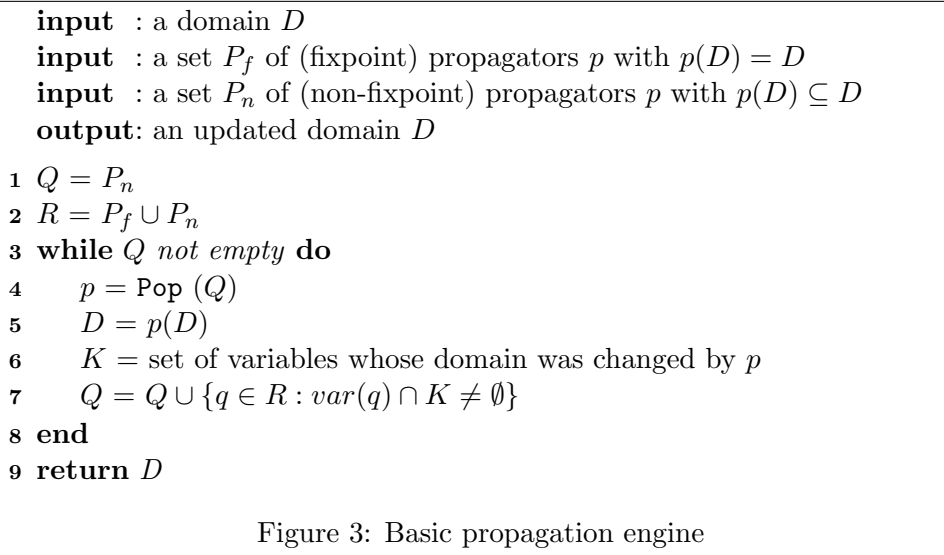 input : a domain D
input : a set P_f of (fixpoint) propagators p with p(D) = D
input : a set P_n of (non-fixpoint) propagators p with p(D) ⊆ D
output: an updated domain D
1 Q = P_n
2 R = P_f ∪ P_n
3 while Q not empty do
4 p = Pop (Q)
5 D = p(D)
6 K = set of variables whose domain was changed by p
7 Q = Q ∪ {q ∈ R : var(q) ∩ K ≠ ∅}
8 end
9 return D
Figure 3: Basic propagation engine